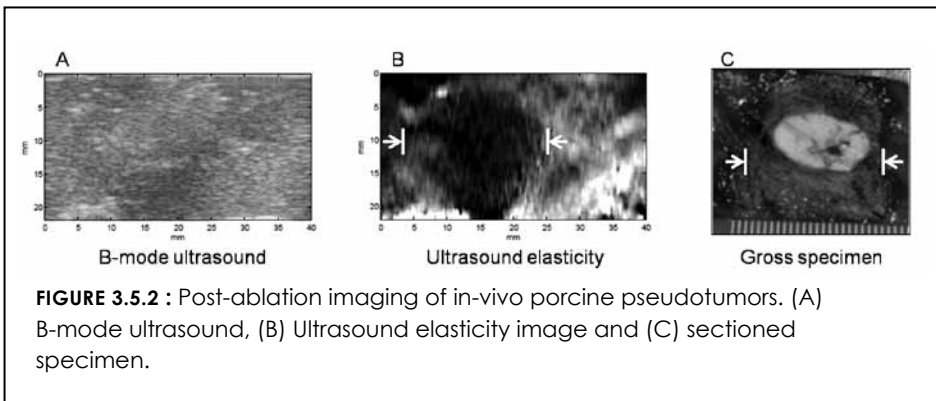 A
B
C
0
5
10
15
20
mm
0 5 10 15 20 25 30 35 40
mm
0
5
10
15
20
mm
0 5 10 15 20 25 30 35 40
mm
B-mode ultrasound
Ultrasound elasticity
Gross specimen
FIGURE 3.5.2 : Post-ablation imaging of in-vivo porcine pseudotumors. (A)
B-mode ultrasound, (B) Ultrasound elasticity image and (C) sectioned
specimen.